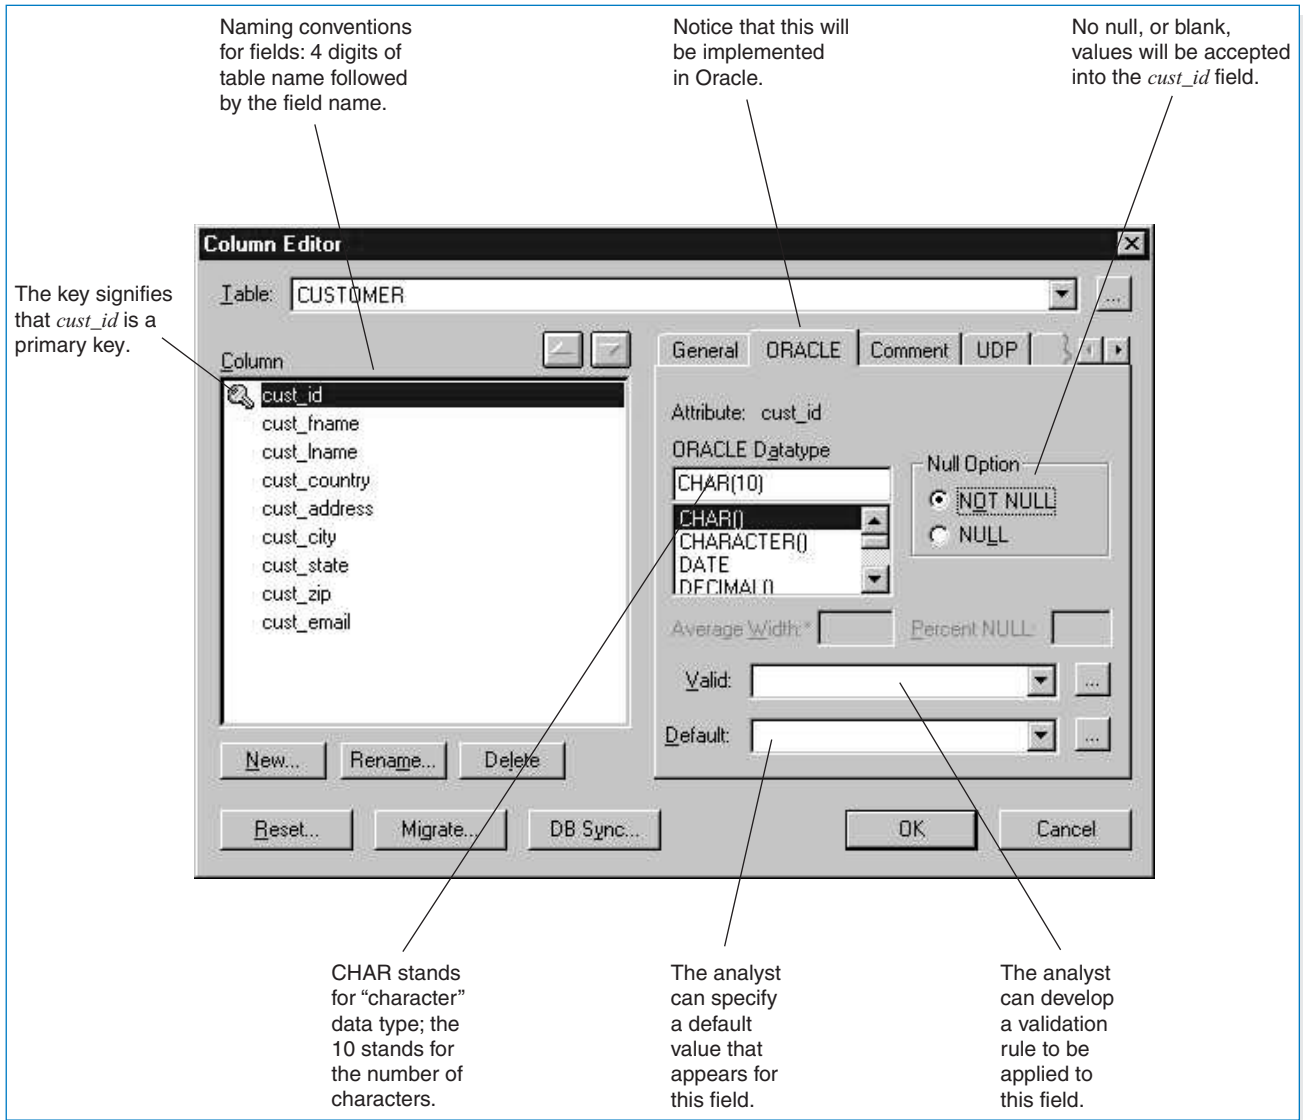 Naming conventions
for fields: 4 digits of
table name followed
by the field name.
Notice that this will
be implemented
in Oracle.
No null, or blank,
values will be accepted
into the cust_id field.
The key signifies
that cust_id is a
primary key.
Column Editor
Table: CUSTOMER ...
Column
cust_id
cust_fname
cust_lname
cust_country
cust_address
cust_city
cust_state
cust_zip
cust_email
New... Rename... Delete
General ORACLE Comment UDP
Attribute: cust_id
ORACLE Datatype
CHAR(10)
CHAR()
CHARACTER()
DATE
DECIMAL()
Null Option
NOT NULL
NULL
Average Width:* Percent NULL:
Valid: ...
Default: ...
Reset... Migrate... DB Sync... OK Cancel
CHAR stands
for “character”
data type; the
10 stands for
the number of
characters.
The analyst
can specify
a default
value that
appears for
this field.
The analyst
can develop
a validation
rule to be
applied to
this field.